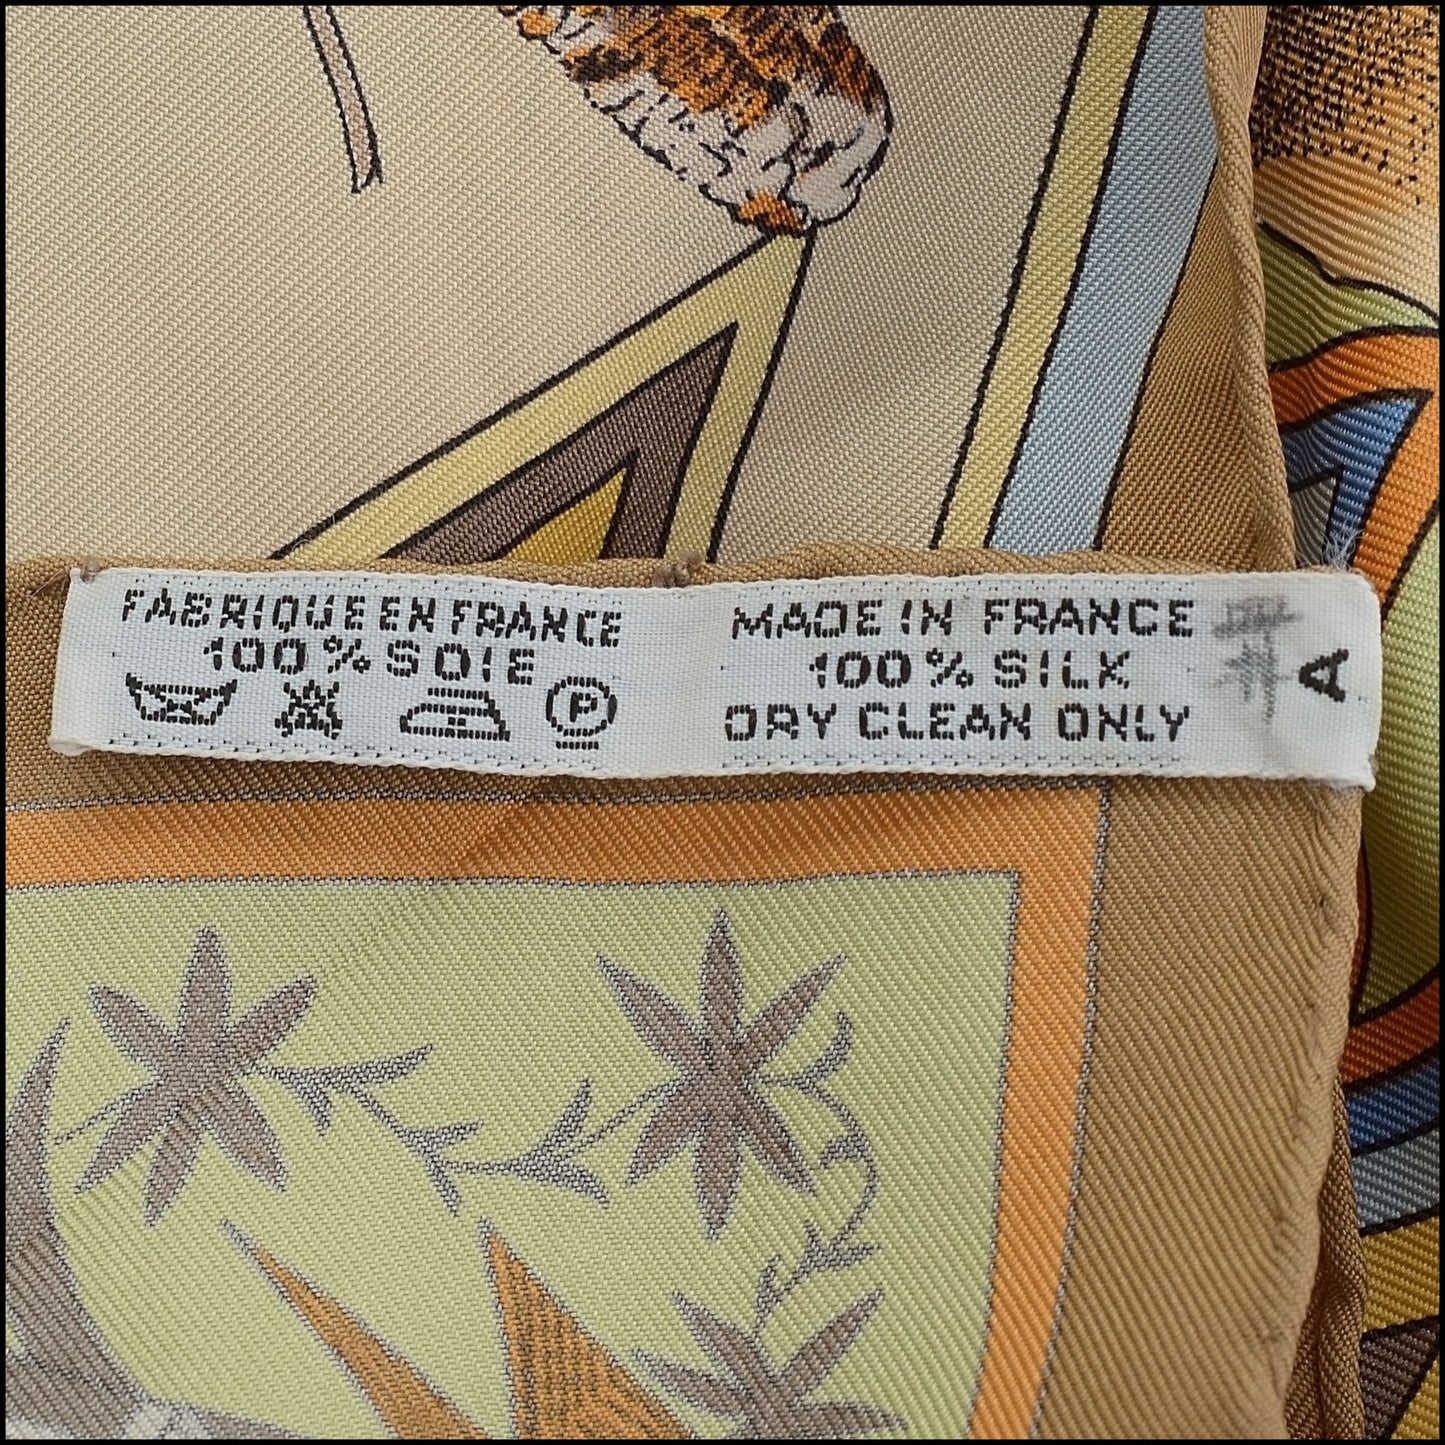 FABRIQUE EN FRANCE
100% SOIE
P
MADE IN FRANCE
100% SILK
DRY CLEAN ONLY
A